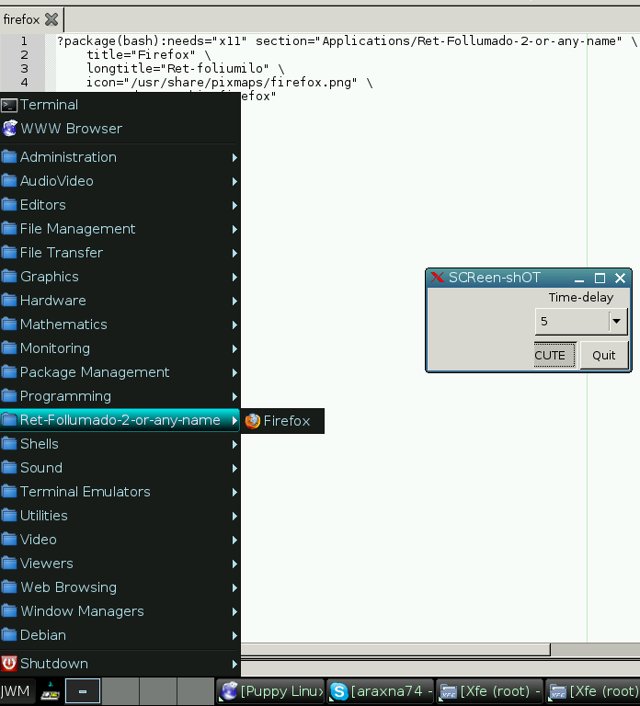 firefox
1 ?package(bash):needs="x11" section="Applications/Ret-Follumado-2-or-any-name" \
2 title="Firefox" \
3 longtitle="Ret-foliumilo" \
4 icon="/usr/share/pixmaps/firefox.png" \
Terminal
WWW Browser
Administration
AudioVideo
Editors
File Management
File Transfer
Graphics
Hardware
Mathematics
Monitoring
Package Management
Programming
Ret-Follumado-2-or-any-name
Firefox
Shells
Sound
Terminal Emulators
Utilities
Video
Viewers
Web Browsing
Window Managers
Debian
Shutdown
SCReen-shOT
Time-delay
5
CUTE Quit
JWM [Puppy Linux [araxna74 - [Xfe (root) - [Xfe (root)